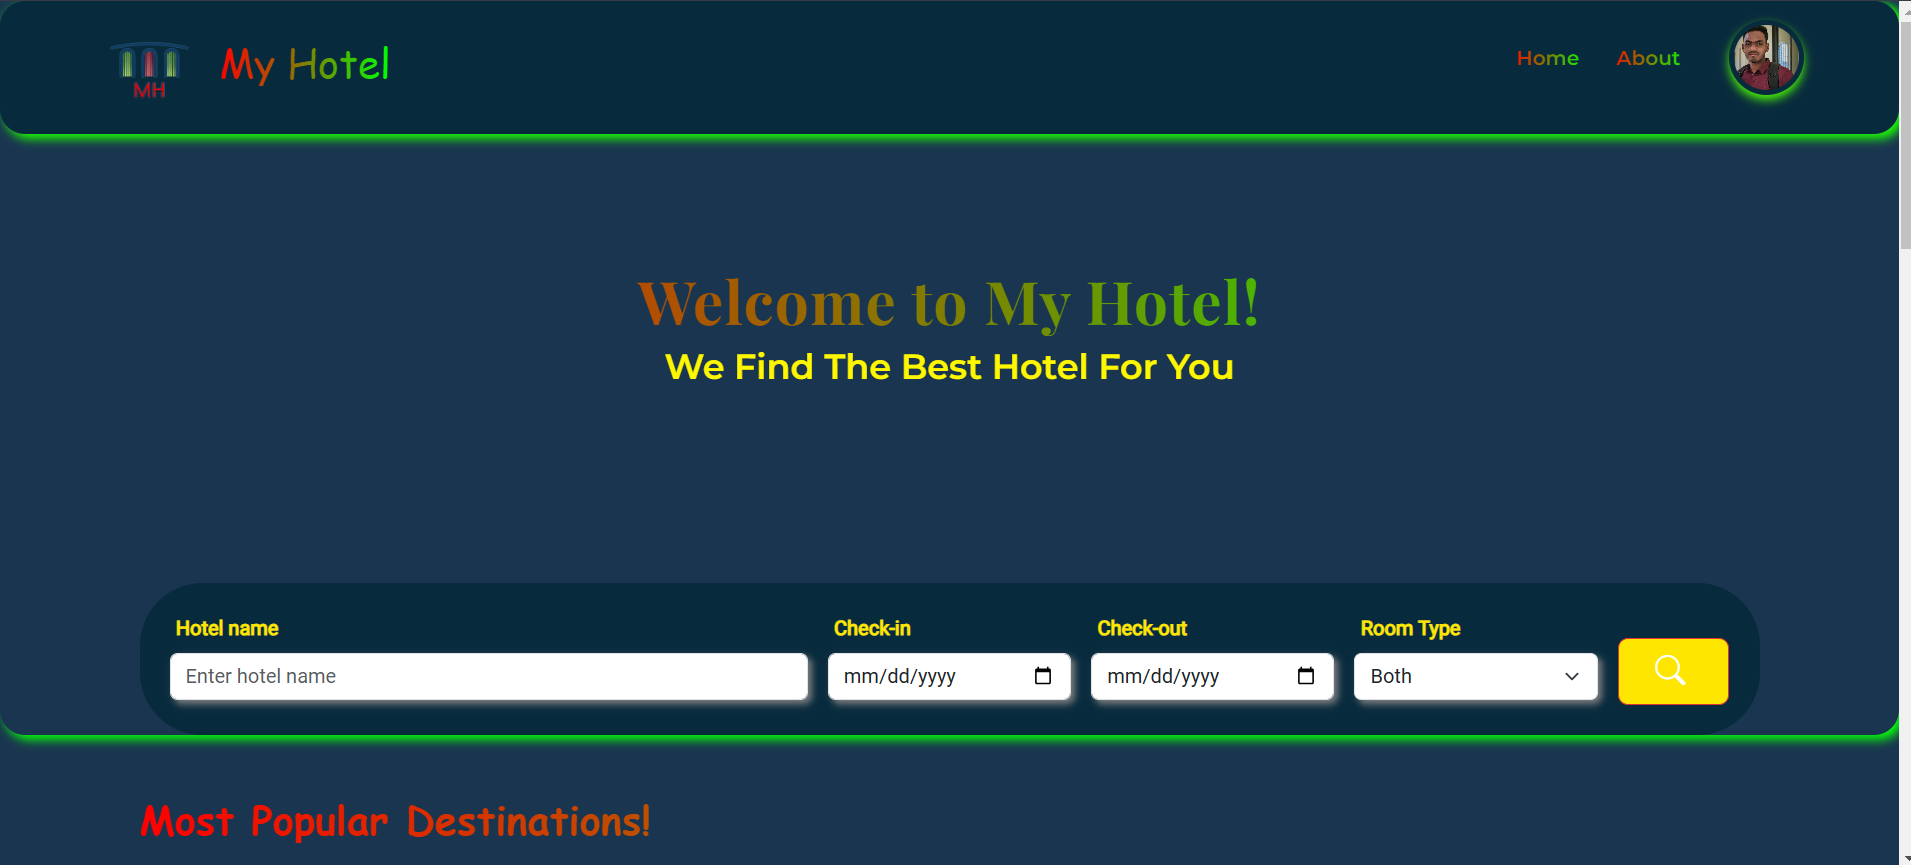 MH
My Hotel
Home About
Welcome to My Hotel!
We Find The Best Hotel For You
Hotel name Check-in Check-out Room Type
Enter hotel name mm/dd/yyyy mm/dd/yyyy Both
Most Popular Destinations!